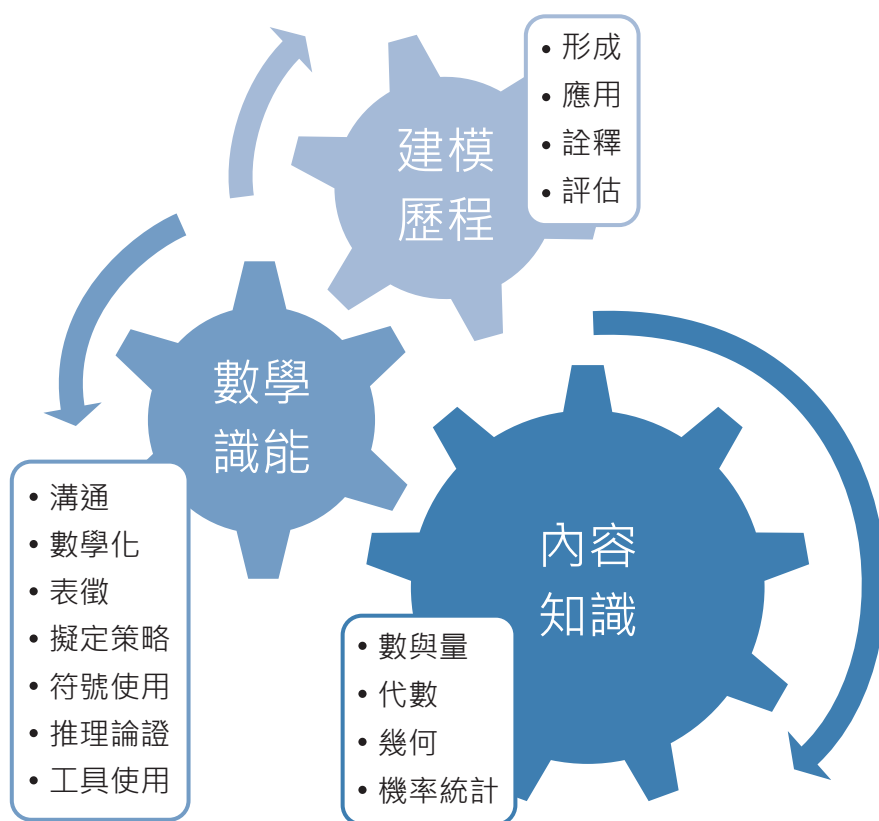 建模
歷程
• 形成
• 應用
• 詮釋
• 評估
數學
識能
• 溝通
• 數學化
• 表徵
• 擬定策略
• 符號使用
• 推理論證
• 工具使用
內容
知識
• 數與量
• 代數
• 幾何
• 機率統計